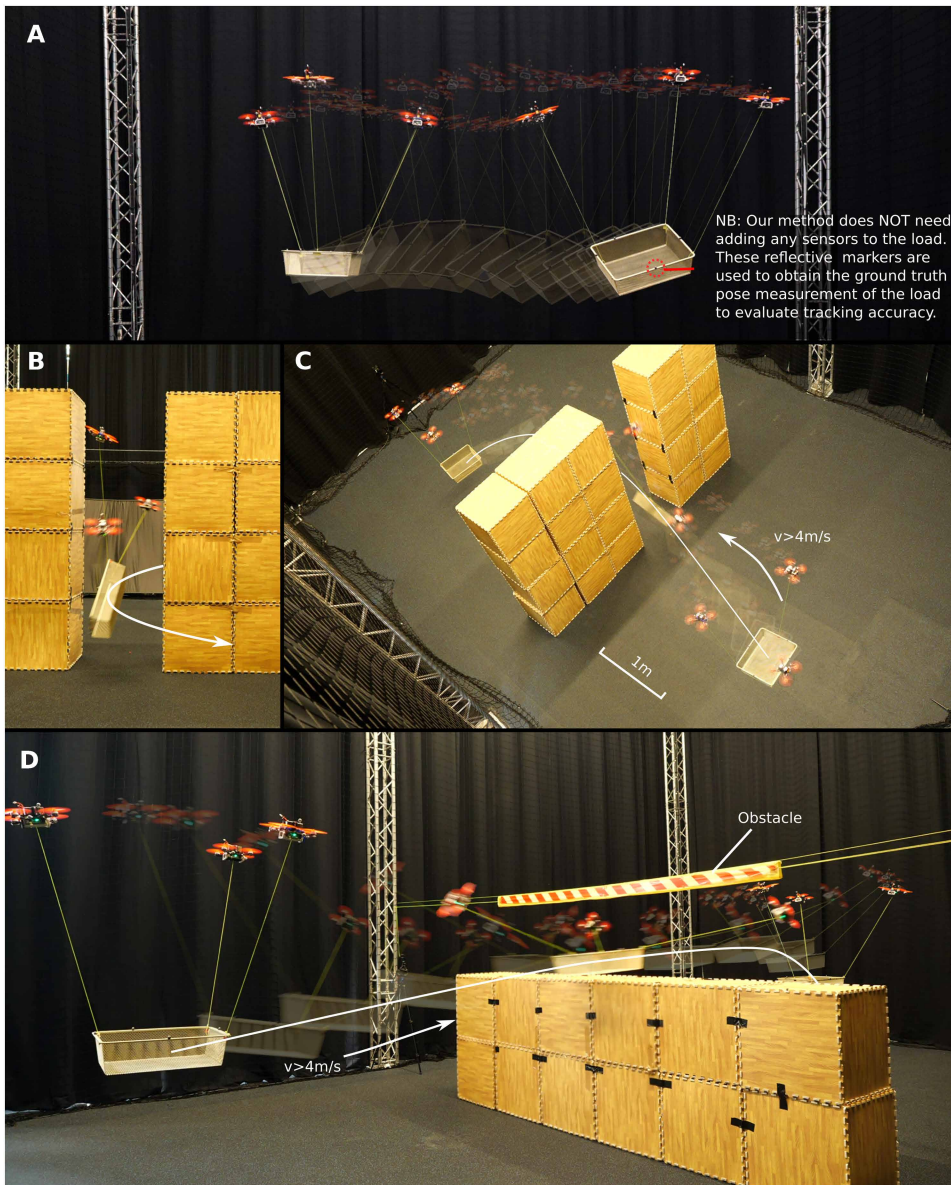 A
NB: Our method does NOT need
adding any sensors to the load.
These reflective markers are
used to obtain the ground truth
pose measurement of the load
to evaluate tracking accuracy.
B
C
v>4m/s
1m
D
Obstacle
v>4m/s